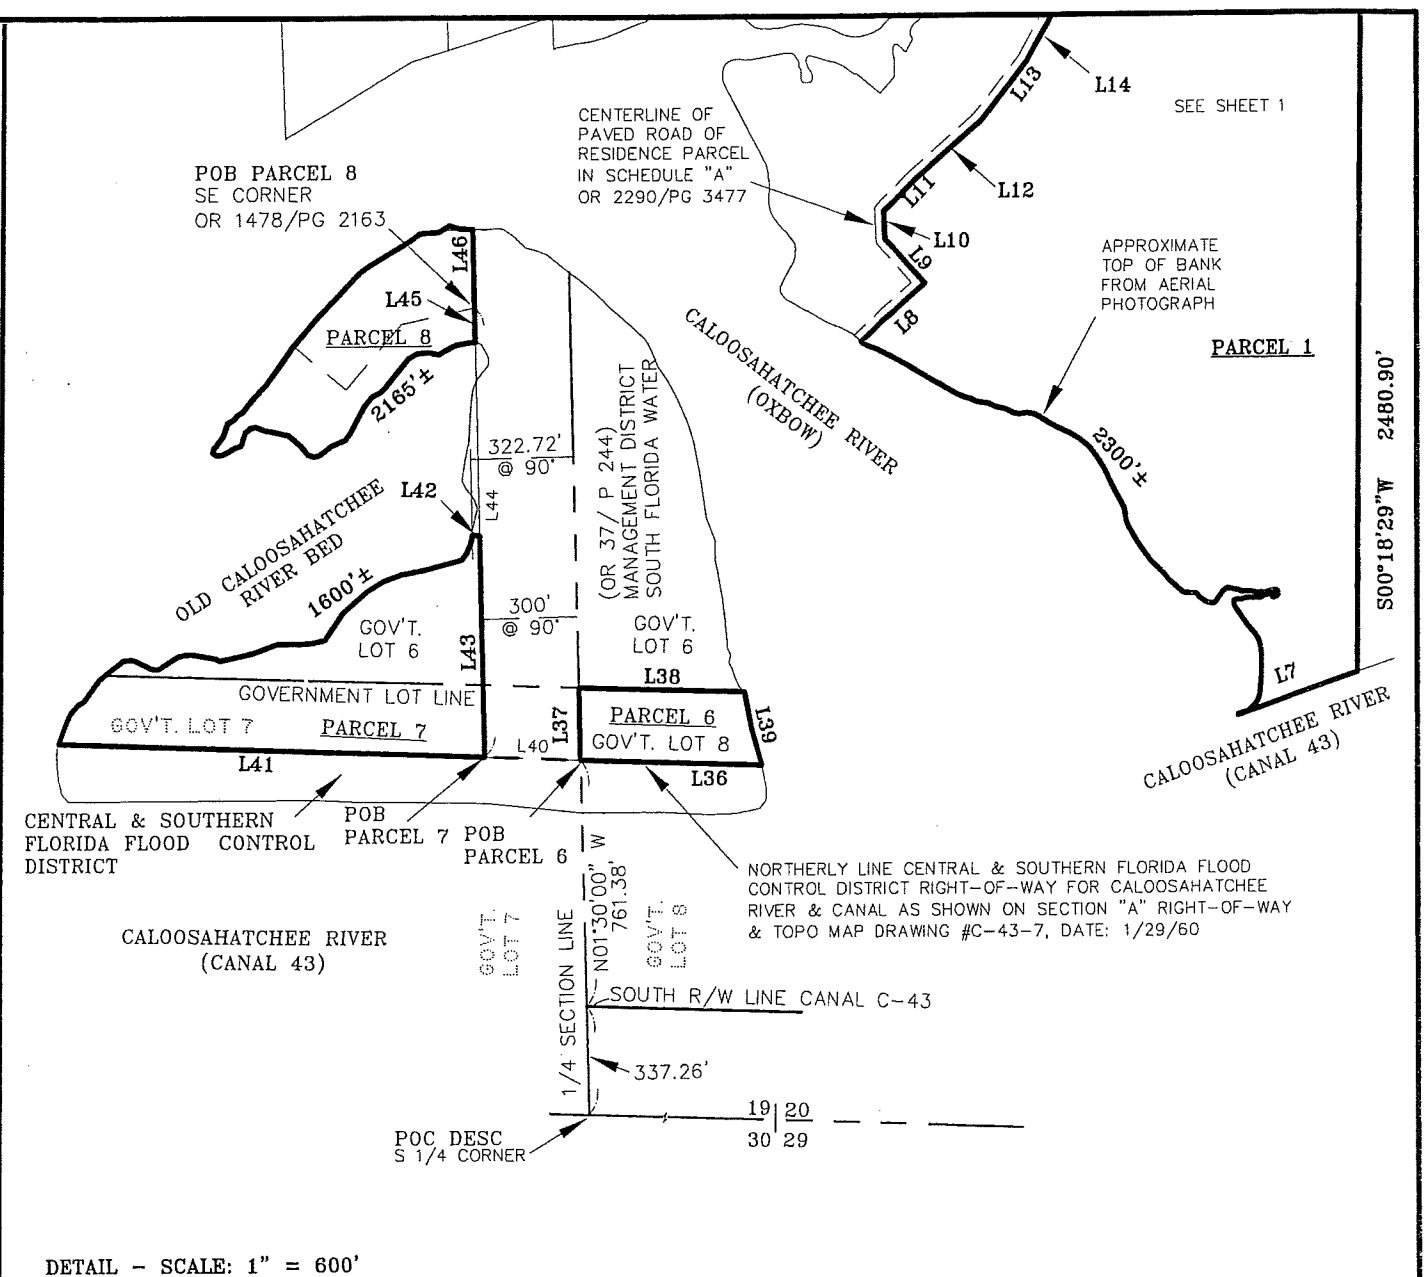 L14
L13
SEE SHEET 1
CENTERLINE OF
PAVED ROAD OF
RESIDENCE PARCEL
IN SCHEDULE "A"
OR 2290/PG 3477
POB PARCEL 8
SE CORNER
OR 1478/PG 2163
L12
L11
L10
L9
L46
APPROXIMATE
TOP OF BANK
FROM AERIAL
PHOTOGRAPH
L45
L8
PARCEL 8
CALOOSAHATCHEE RIVER
(OXBOW)
PARCEL 1
2165'±
2300'±
S00°18'29"W 2480.90'
322.72'
@ 90°
L42
L44
(OR 37/ P 244)
MANAGEMENT DISTRICT
SOUTH FLORIDA WATER
OLD CALOOSAHATCHEE
RIVER BED
1600'±
300'
@ 90°
GOV'T.
LOT 6
GOV'T.
LOT 6
L43
L38
L7
GOVERNMENT LOT LINE
GOV'T. LOT 7
PARCEL 7
L37
PARCEL 6
GOV'T. LOT 8
L39
L40
L41
L36
CALOOSAHATCHEE RIVER
(CANAL 43)
CENTRAL & SOUTHERN
FLORIDA FLOOD CONTROL
DISTRICT
POB
PARCEL 7
POB
PARCEL 6
NORTHERLY LINE CENTRAL & SOUTHERN FLORIDA FLOOD
CONTROL DISTRICT RIGHT-OF-WAY FOR CALOOSAHATCHEE
RIVER & CANAL AS SHOWN ON SECTION "A" RIGHT-OF-WAY
& TOPO MAP DRAWING #C-43-7, DATE: 1/29/60
N01°30'00" W
761.38'
GOV'T.
LOT 7
GOV'T.
LOT 8
CALOOSAHATCHEE RIVER
(CANAL 43)
1/4 SECTION LINE
SOUTH R/W LINE CANAL C-43
337.26'
19 20
30 29
POC DESC
S 1/4 CORNER
DETAIL - SCALE: 1" = 600'